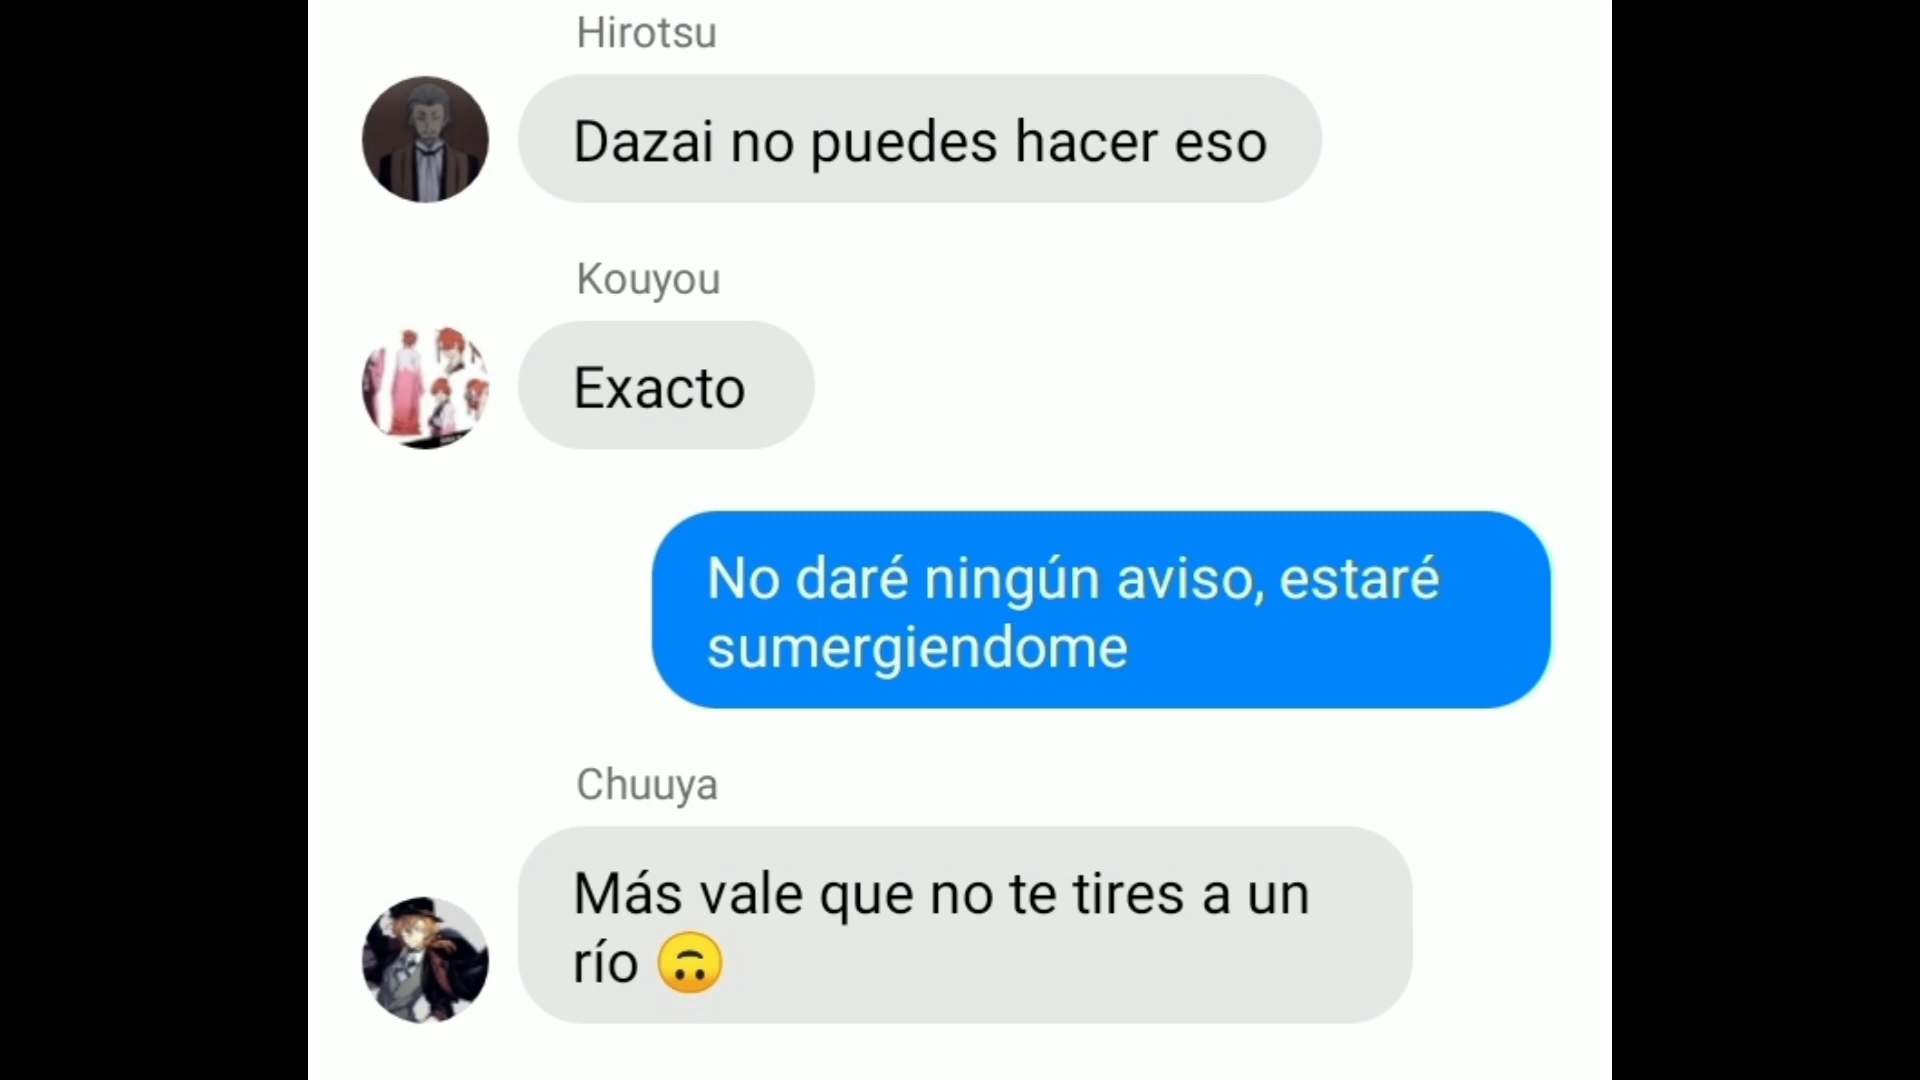 Hirotsu
Dazai no puedes hacer eso
Kouyou
Exacto
No daré ningún aviso, estaré
sumergiendome
Chuuya
Más vale que no te tires a un
río 🙃